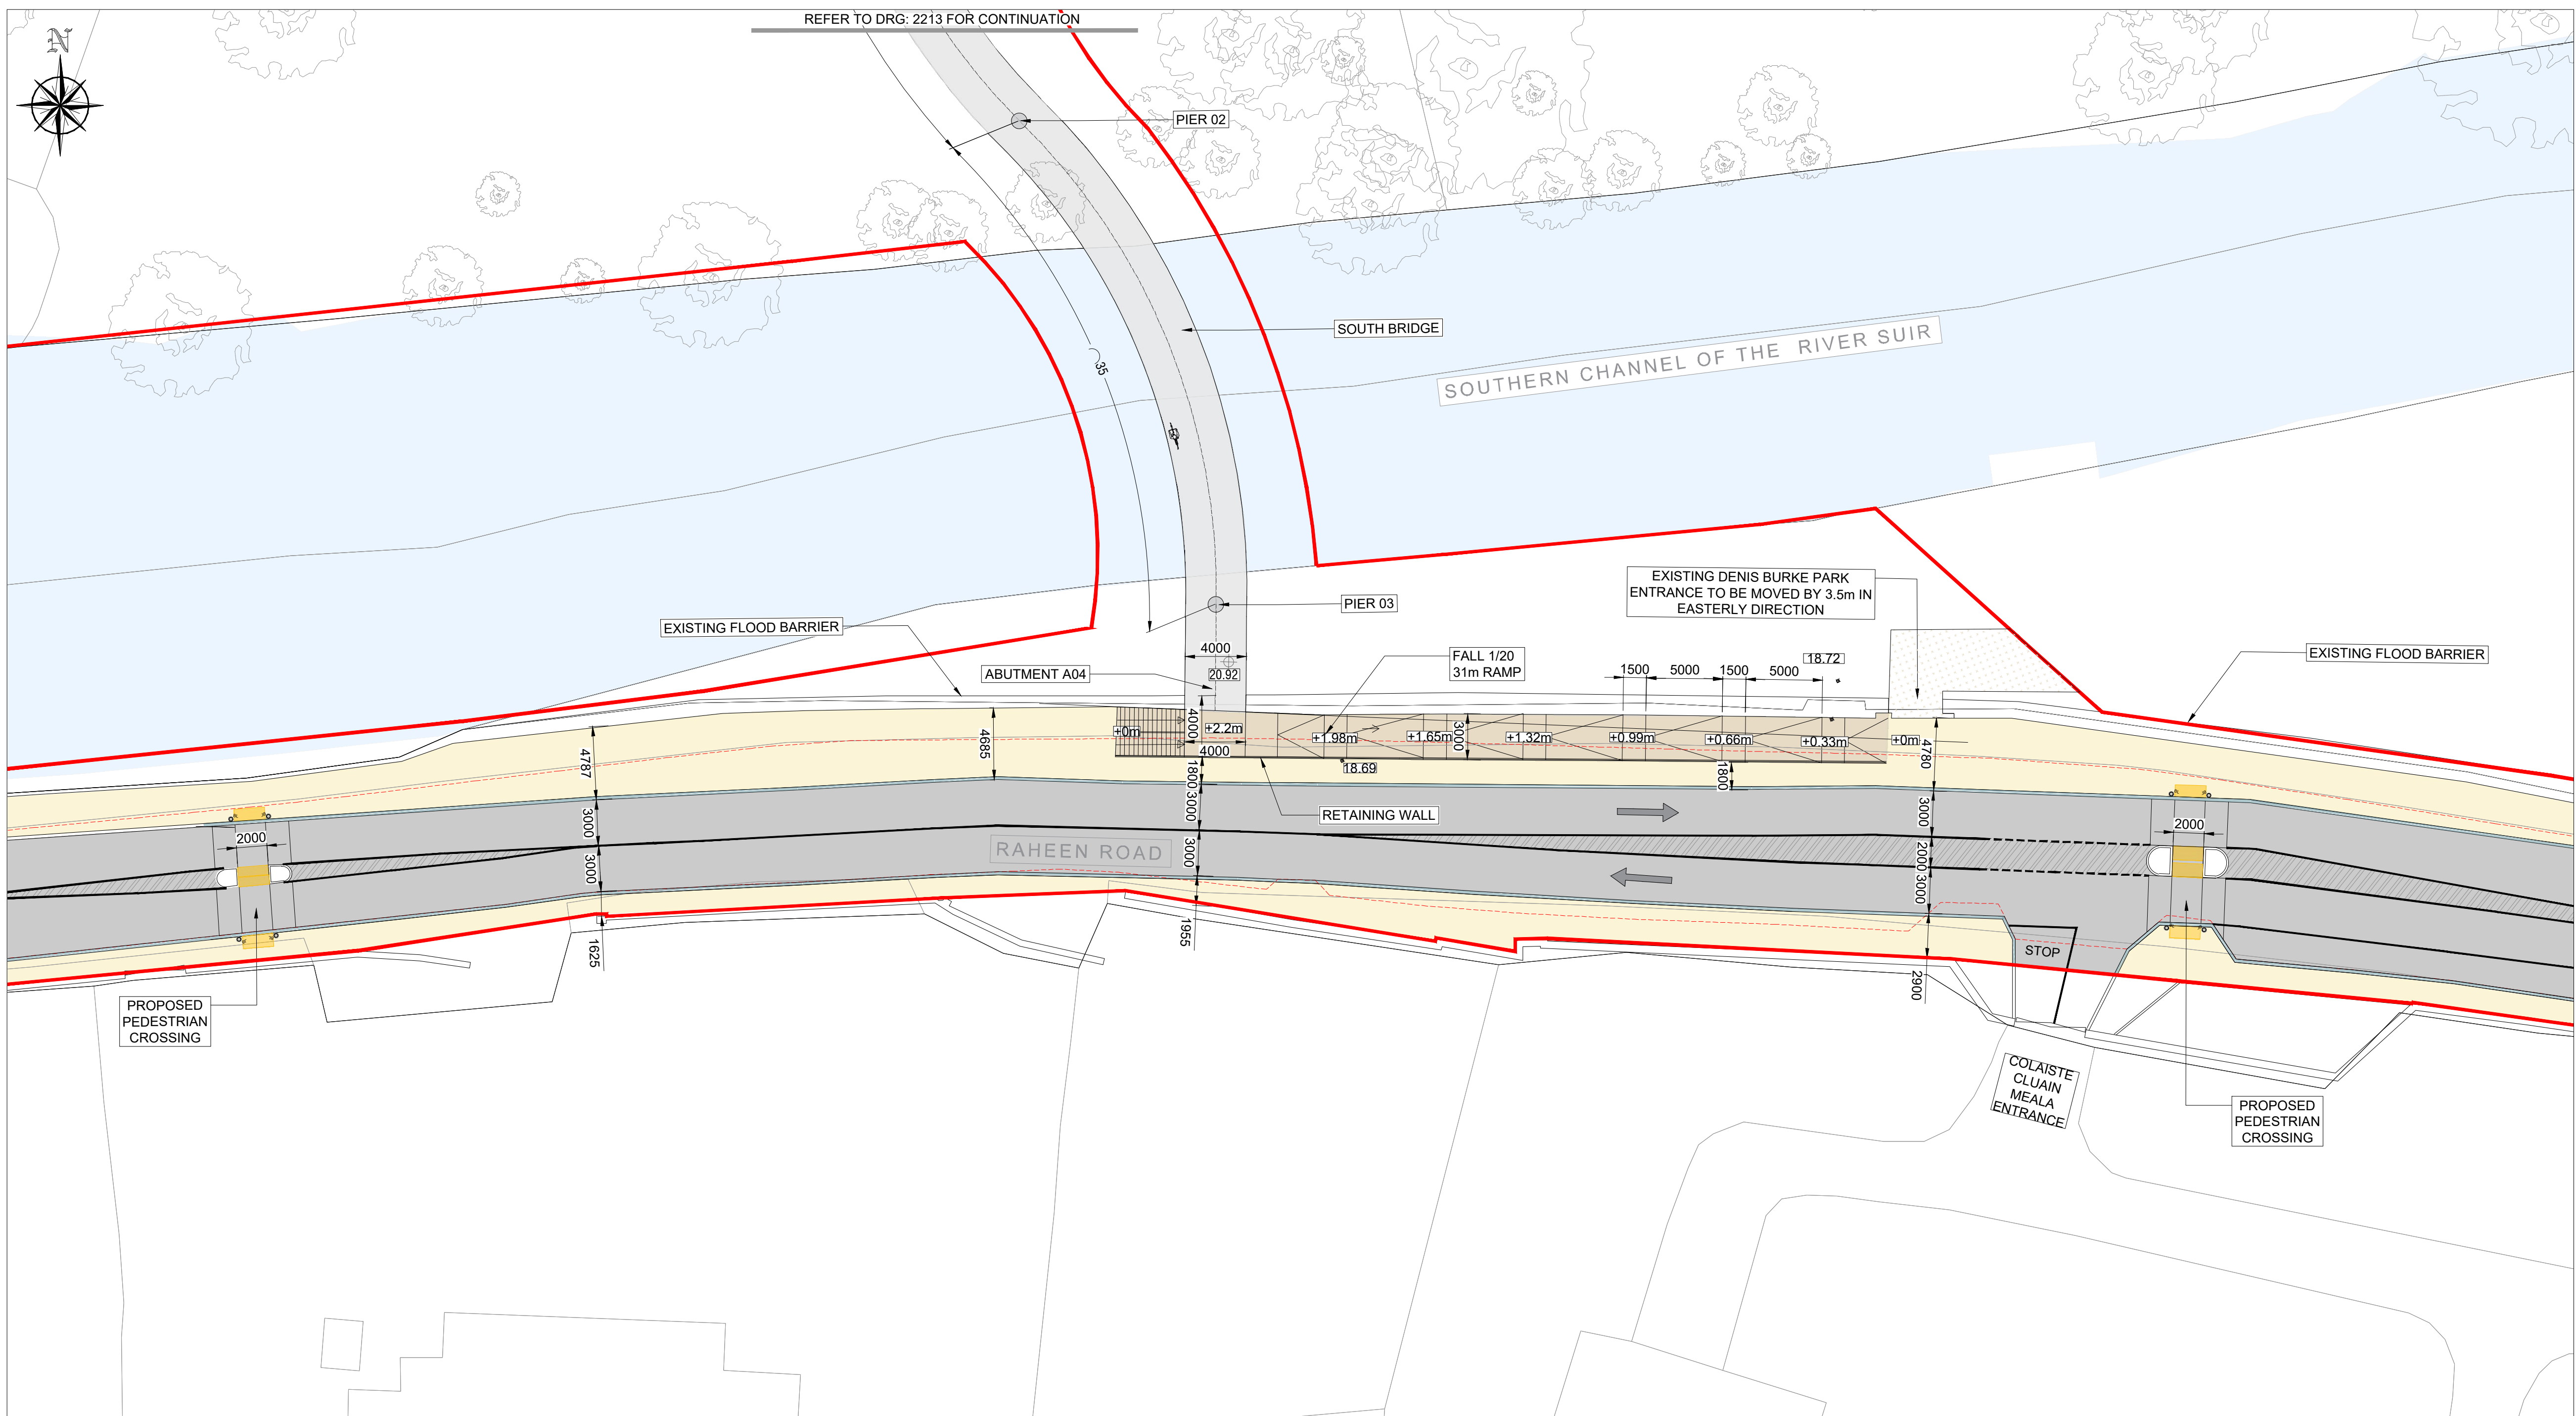 REFER TO DRG: 2213 FOR CONTINUATION
N
PIER 02
SOUTH BRIDGE
35
SOUTHERN CHANNEL OF THE RIVER SUIR
PIER 03
EXISTING DENIS BURKE PARK
ENTRANCE TO BE MOVED BY 3.5m IN
EASTERLY DIRECTION
EXISTING FLOOD BARRIER
EXISTING FLOOD BARRIER
4000
FALL 1/20
31m RAMP
18.72
1500
5000
1500
5000
ABUTMENT A04
20.92
4787
4685
+0m
4000
+2.2m
4000
+1.98m
+1.65m
3000
+1.32m
+0.99m
+0.66m
+0.33m
+0m
4780
18.69
1800
1800
RETAINING WALL
3000
3000
3000
3000
3000
2000
3000
2000
2000
RAHEEN ROAD
1625
1955
2900
STOP
PROPOSED
PEDESTRIAN
CROSSING
COLAISTE
CLUAIN
MEALA
ENTRANCE
PROPOSED
PEDESTRIAN
CROSSING